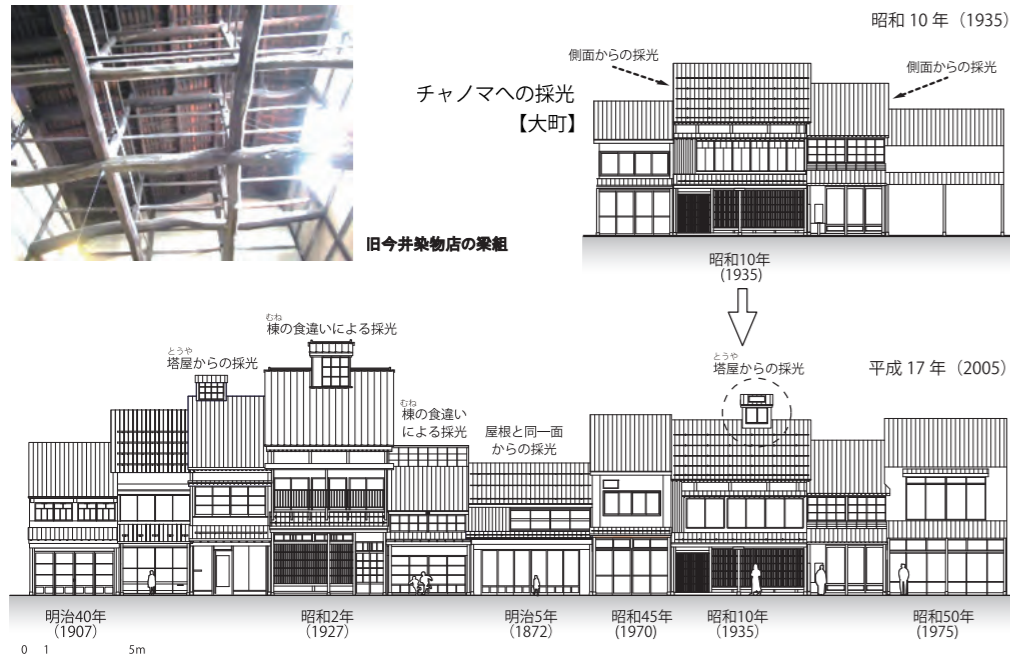 昭和 10 年（1935）
側面からの採光
側面からの採光
チャノマへの採光
【大町】
旧今井染物店の梁組
昭和10年
(1935)
むね
棟の食違いによる採光
とうや
塔屋からの採光
とうや
塔屋からの採光
平成 17 年（2005）
むね
棟の食違い
による採光
屋根と同一面
からの採光
明治40年
(1907)
昭和2年
(1927)
明治5年
(1872)
昭和45年
(1970)
昭和10年
(1935)
昭和50年
(1975)
0 1 5m